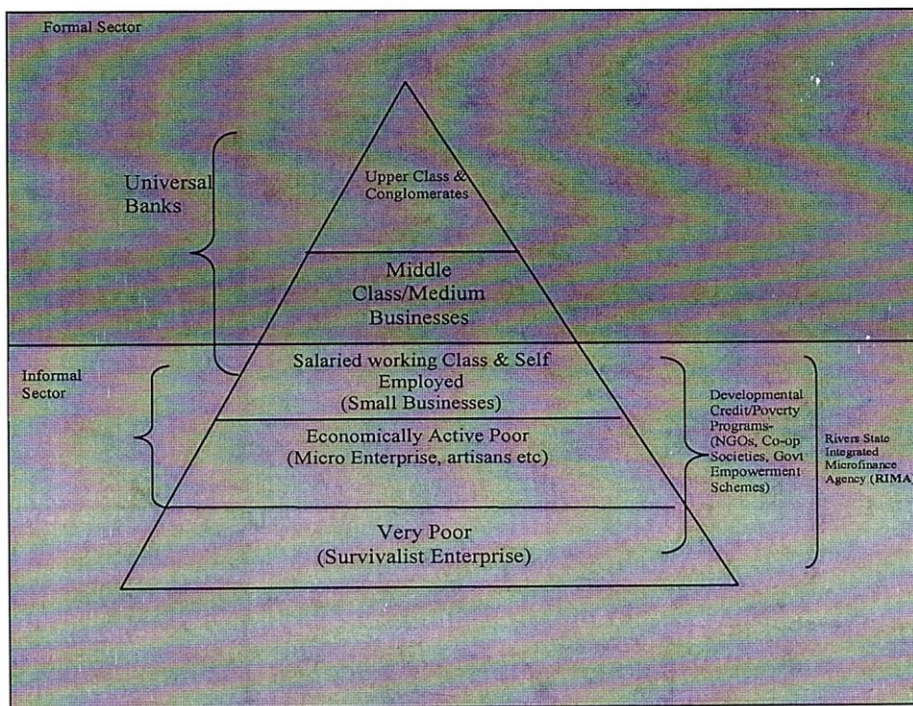 Formal Sector
Universal
Banks
Upper Class &
Conglomerates
Middle
Class/Medium
Businesses
Informal
Sector
Salaried working Class & Self
Employed
(Small Businesses)
Economically Active Poor
(Micro Enterprise, artisans etc)
Very Poor
(Survivalist Enterprise)
Developmental
Credit/Poverty
Programs-
(NGOs, Co-op
Societies, Govt
Empowerment
Schemes)
Rivers State
Integrated
Microfinance
Agency (RIMA)